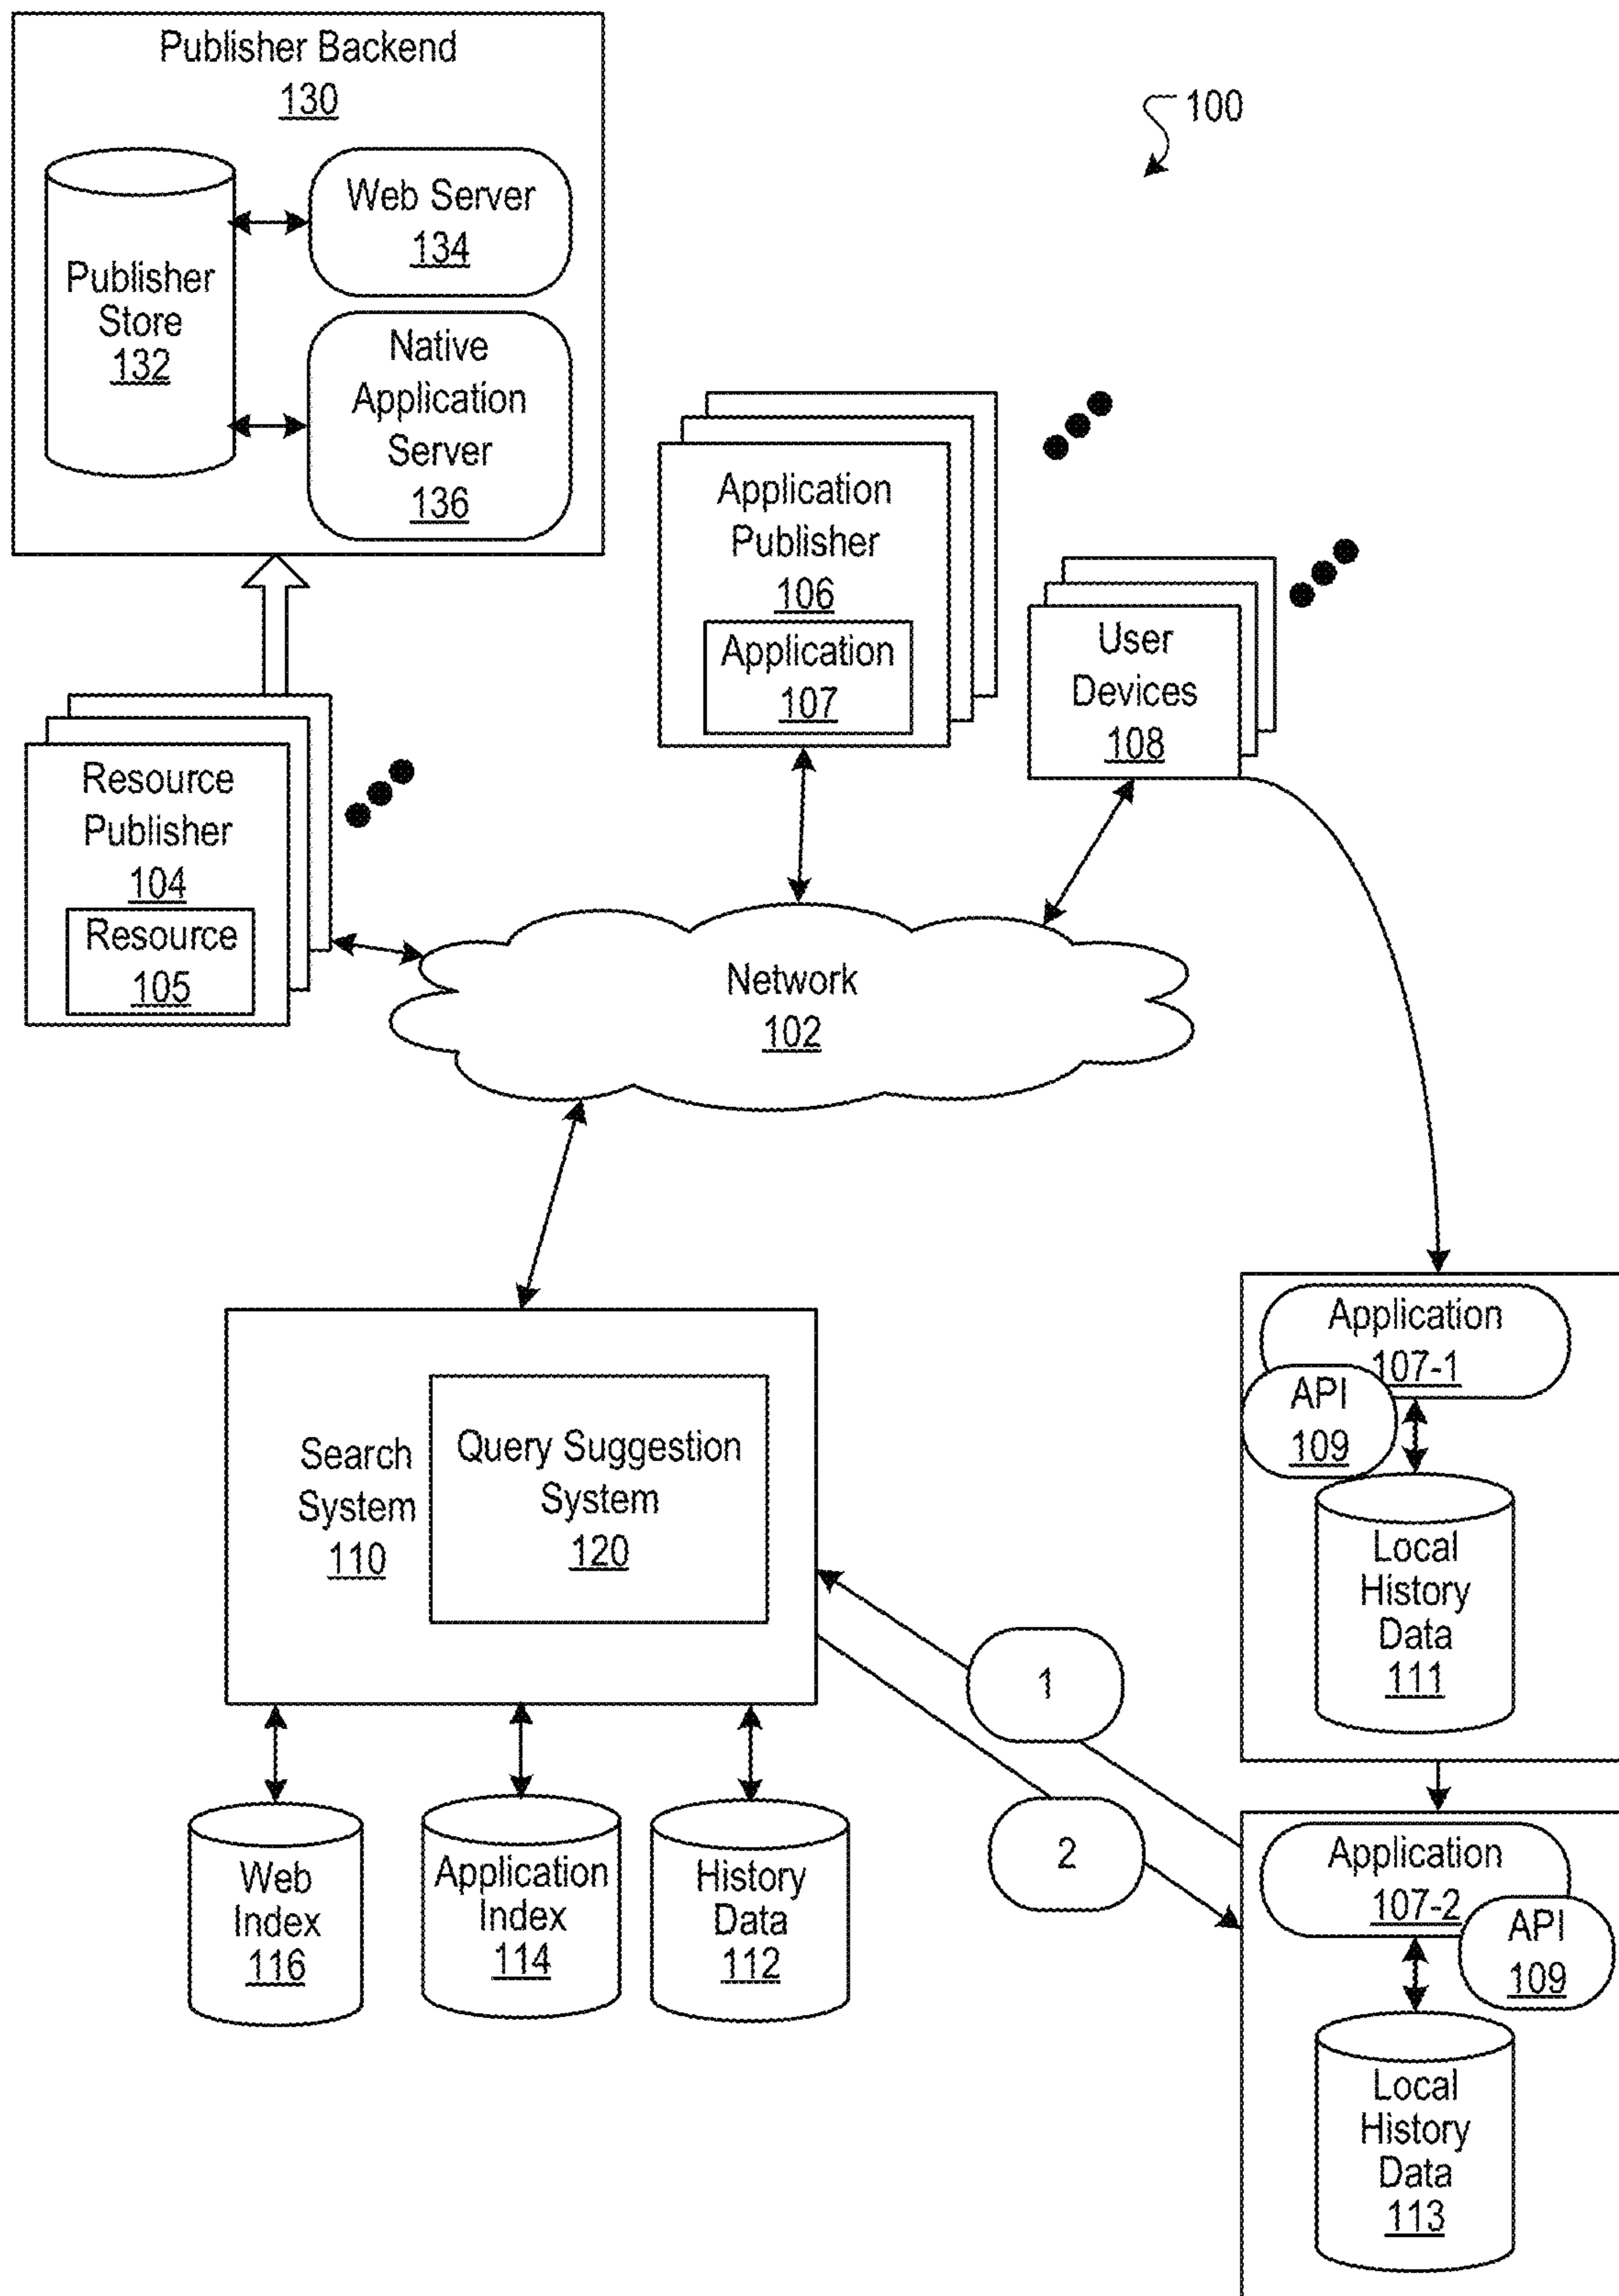 Publisher Backend
130
100
Web Server
134
Publisher
Store
132
Native
Application
Server
136
Application
Publisher
106
Application
107
User
Devices
108
Resource
Publisher
104
Resource
105
Network
102
Application
107-1
API
109
Local
History
Data
111
Search
System
110
Query Suggestion
System
120
1
2
Web
Index
116
Application
Index
114
History
Data
112
Application
107-2
API
109
Local
History
Data
113